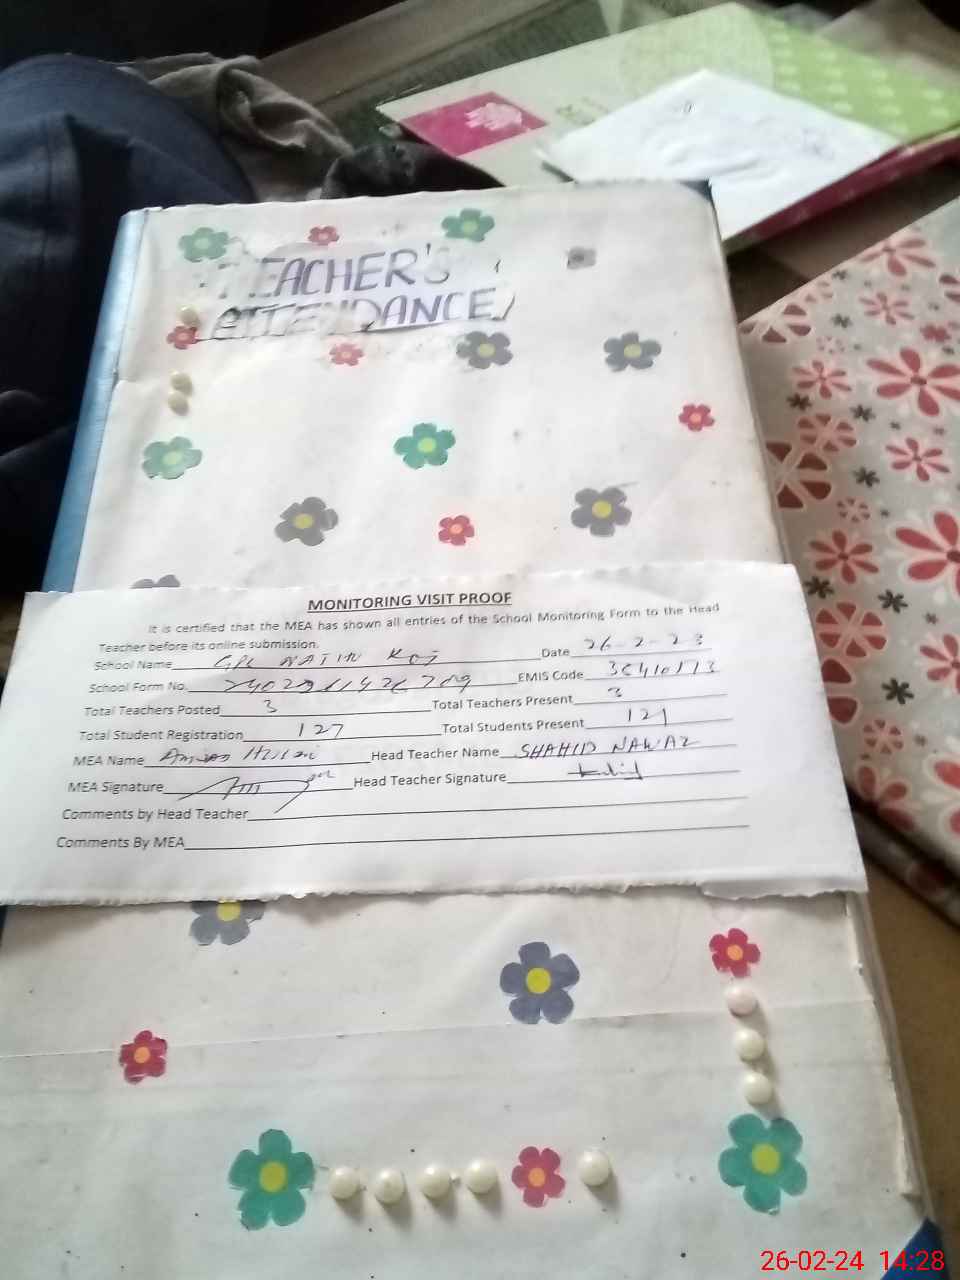 TEACHER'S
ATTENDANCE
MONITORING VISIT PROOF
It is certified that the MEA has shown all entries of the School Monitoring Form to the Head
Teacher before its online submission.
School Name GPS Date 26-2-23
School Form No. EMIS Code
Total Teachers Posted 3 Total Teachers Present 3
Total Student Registration 127 Total Students Present 121
MEA Name Head Teacher Name SHAHID NAWAZ
MEA Signature Head Teacher Signature
Comments by Head Teacher
Comments By MEA
26-02-24 14:28